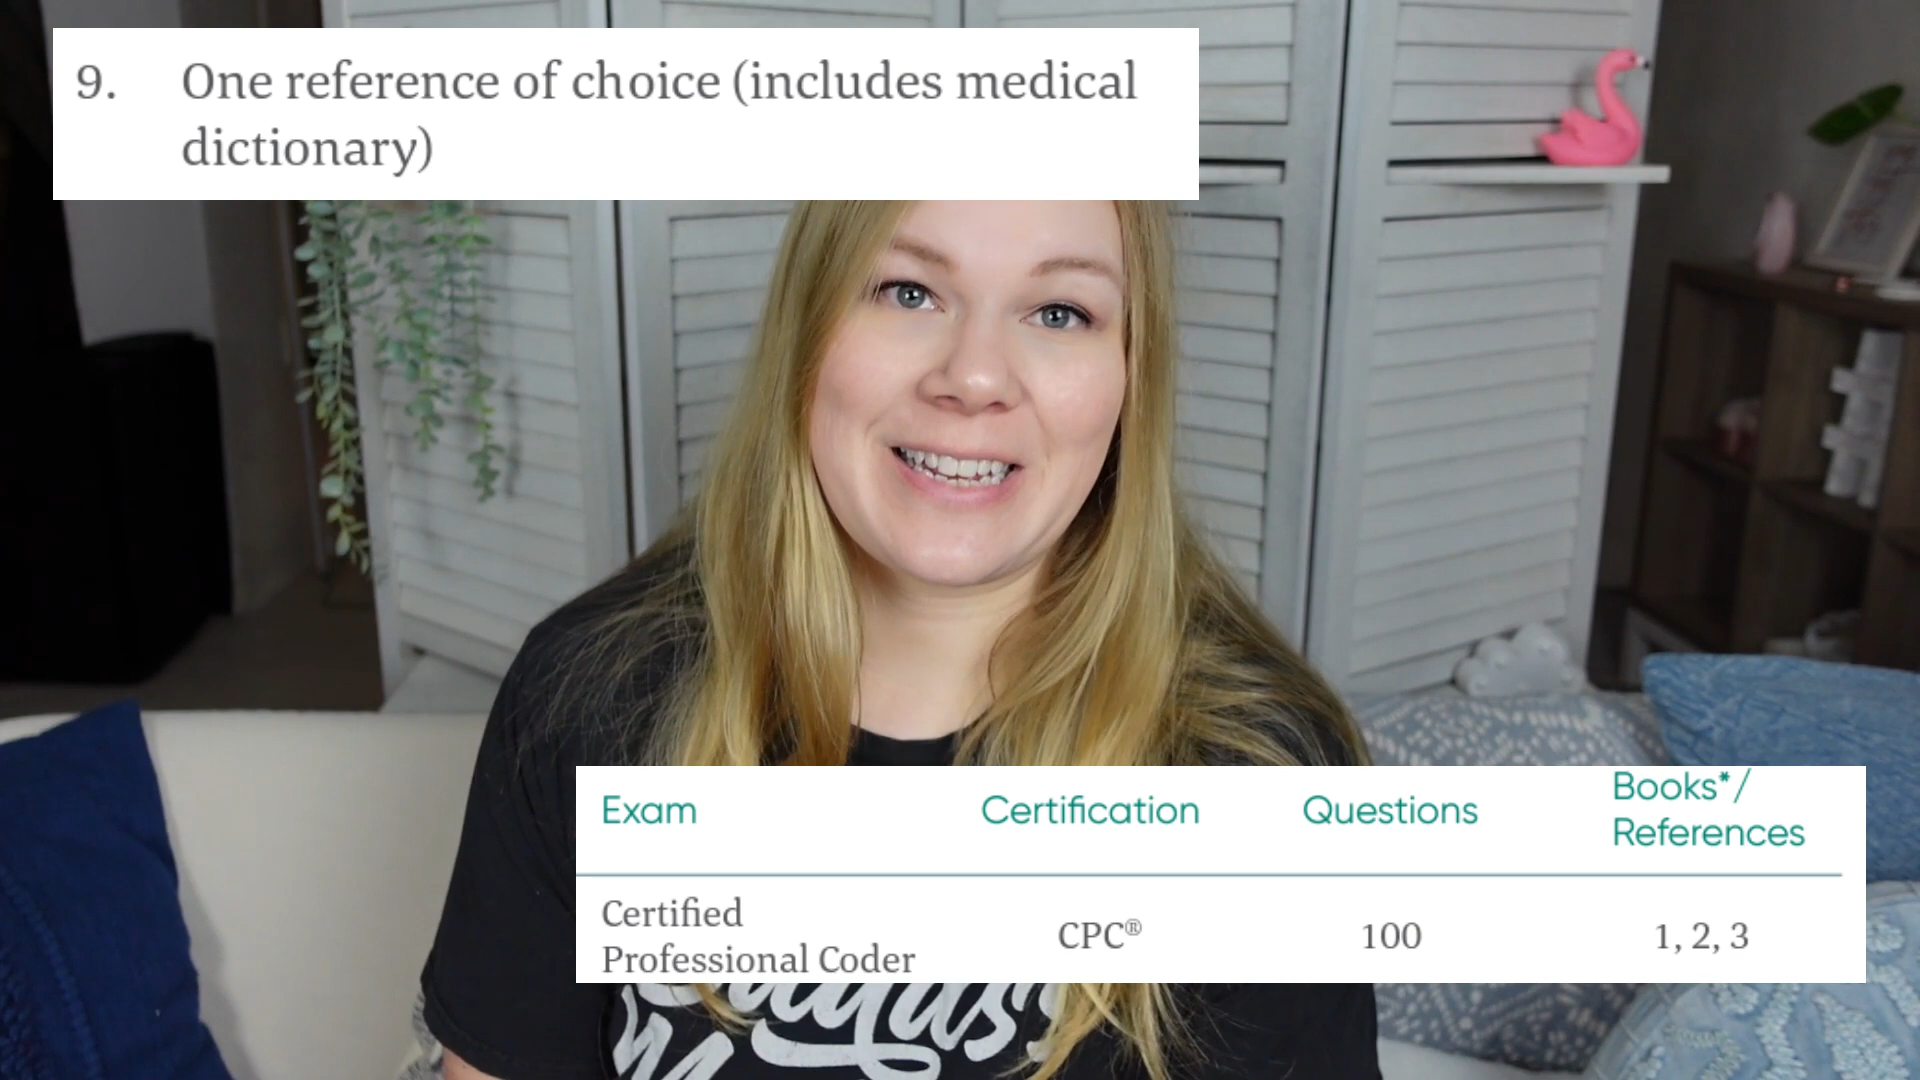 9. One reference of choice (includes medical
dictionary)
Exam Certification Questions Books*/
References
Certified
Professional Coder CPC® 100 1, 2, 3